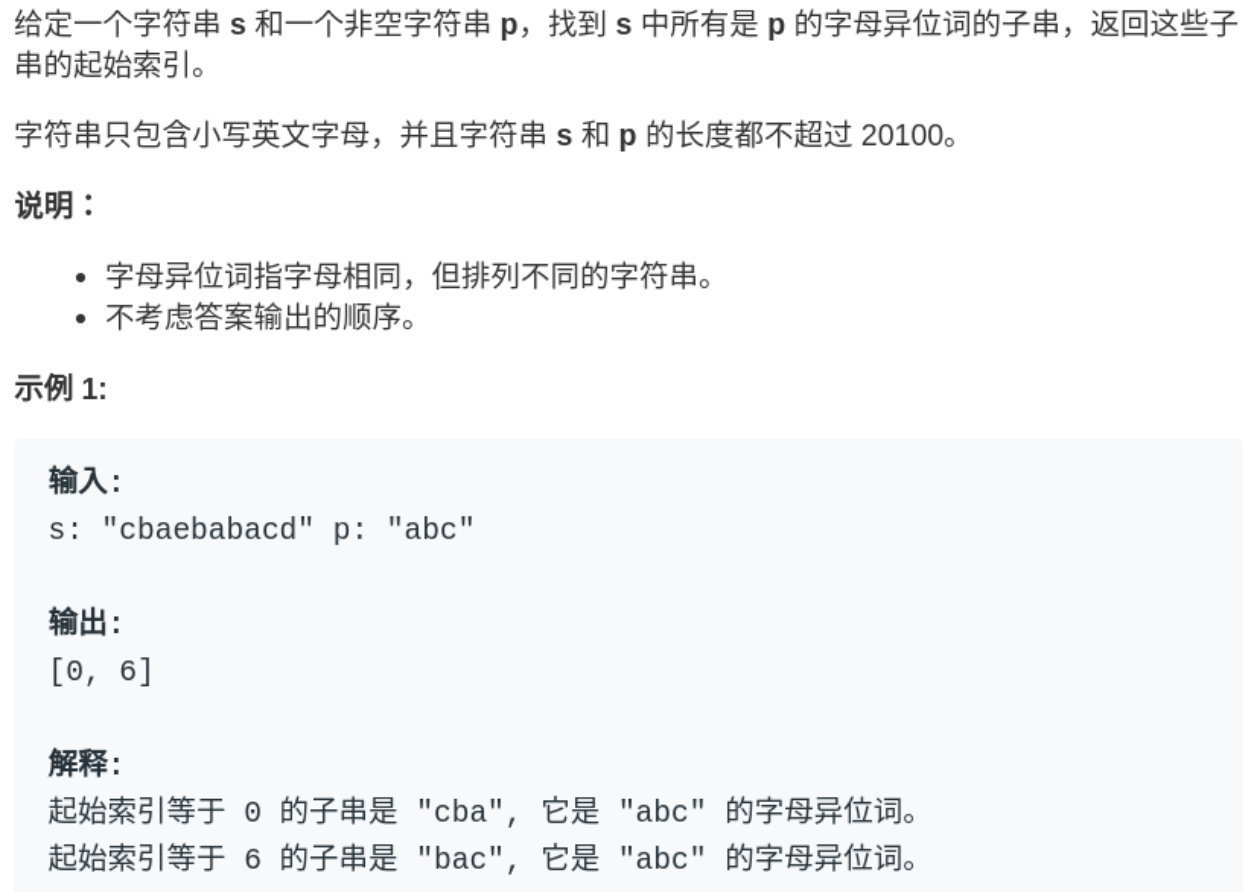 给定一个字符串 s 和一个非空字符串 p，找到 s 中所有是 p 的字母异位词的子串，返回这些子
串的起始索引。
字符串只包含小写英文字母，并且字符串 s 和 p 的长度都不超过 20100。
说明：
• 字母异位词指字母相同，但排列不同的字符串。
• 不考虑答案输出的顺序。
示例 1:
输入:
s: "cbaebabacd" p: "abc"
输出:
[0, 6]
解释:
起始索引等于 0 的子串是 "cba", 它是 "abc" 的字母异位词。
起始索引等于 6 的子串是 "bac", 它是 "abc" 的字母异位词。